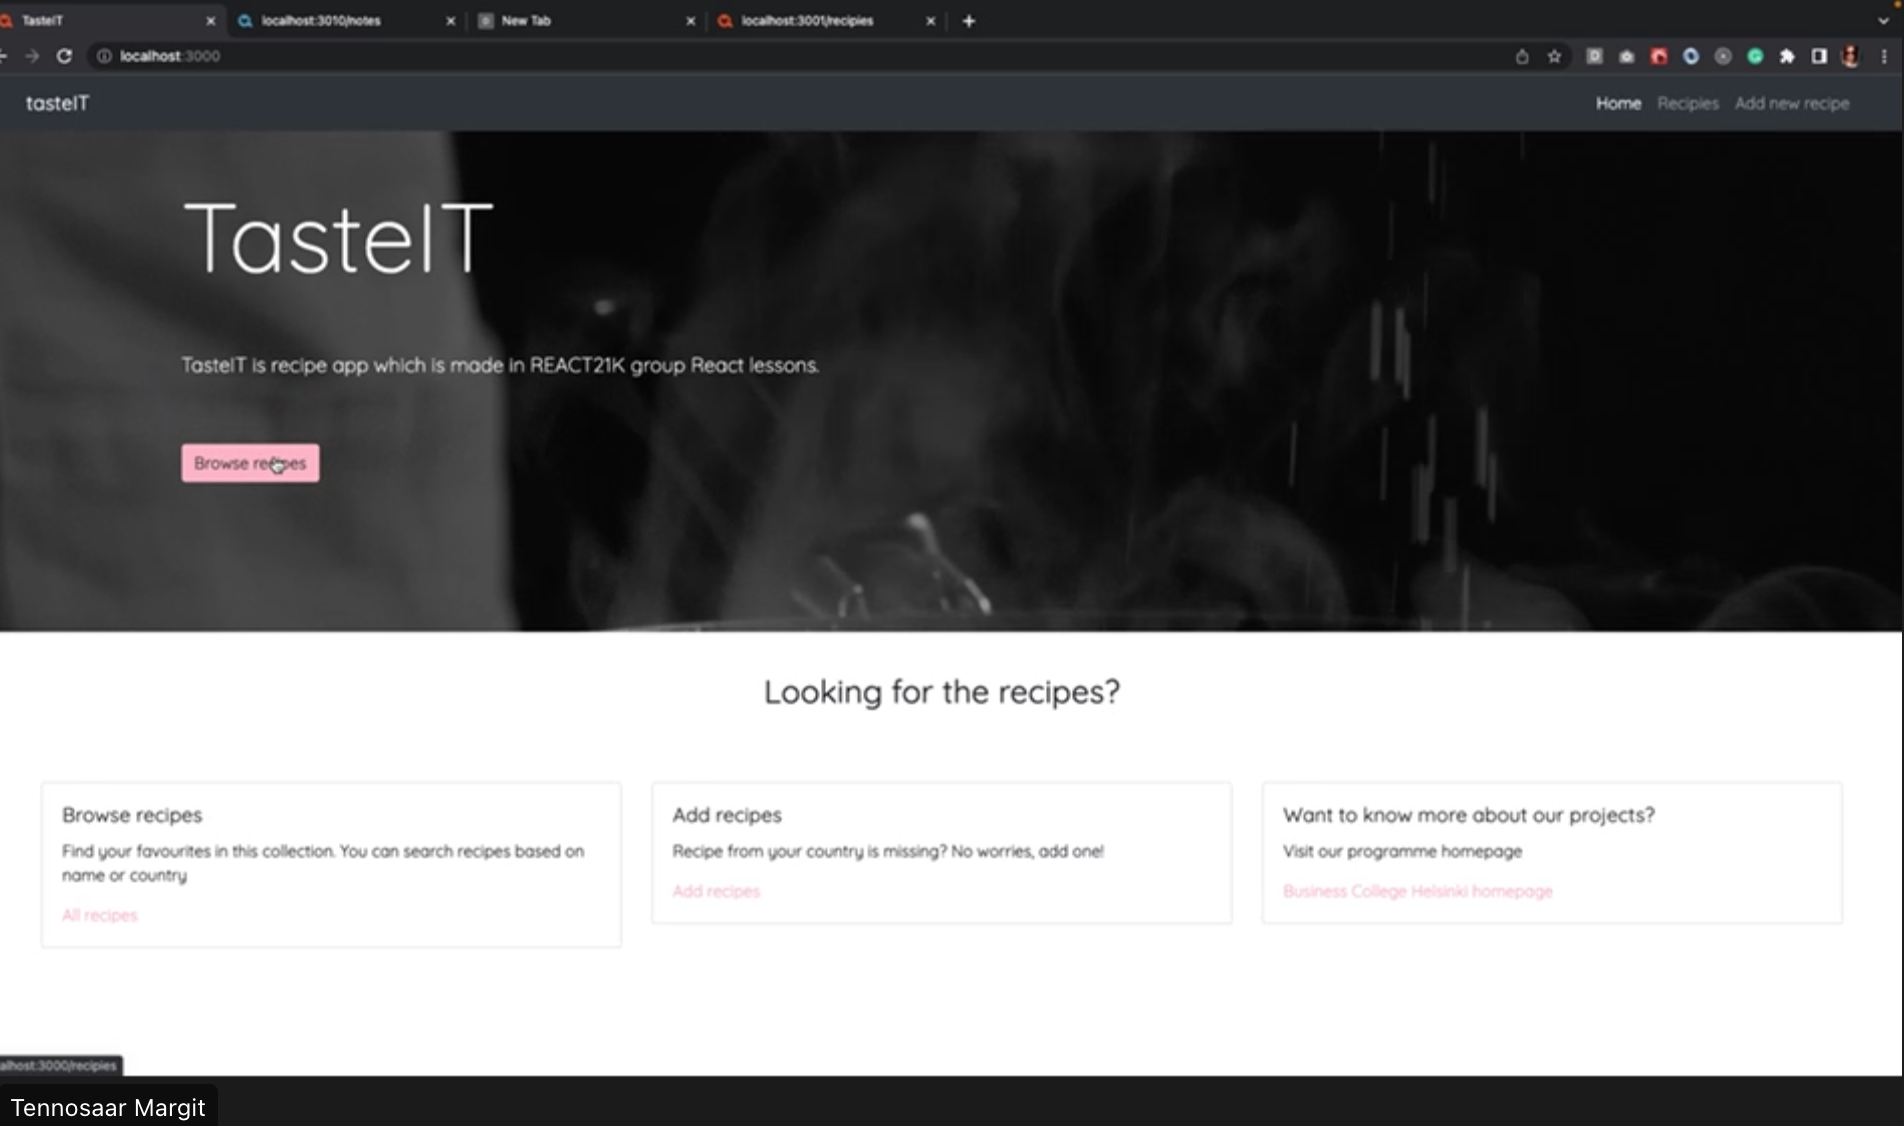 TasteIT
localhost:3010/notes
New Tab
localhost:3001/recipies
localhost:3000
tasteIT
Home Recipies Add new recipe
TasteIT
TasteIT is recipe app which is made in REACT21K group React lessons.
Browse recipes
Looking for the recipes?
Browse recipes
Find your favourites in this collection. You can search recipes based on
name or country
All recipes
Add recipes
Recipe from your country is missing? No worries, add one!
Add recipes
Want to know more about our projects?
Visit our programme homepage
Business College Helsinki homepage
alhost:3000/recipies
Tennosaar Margit